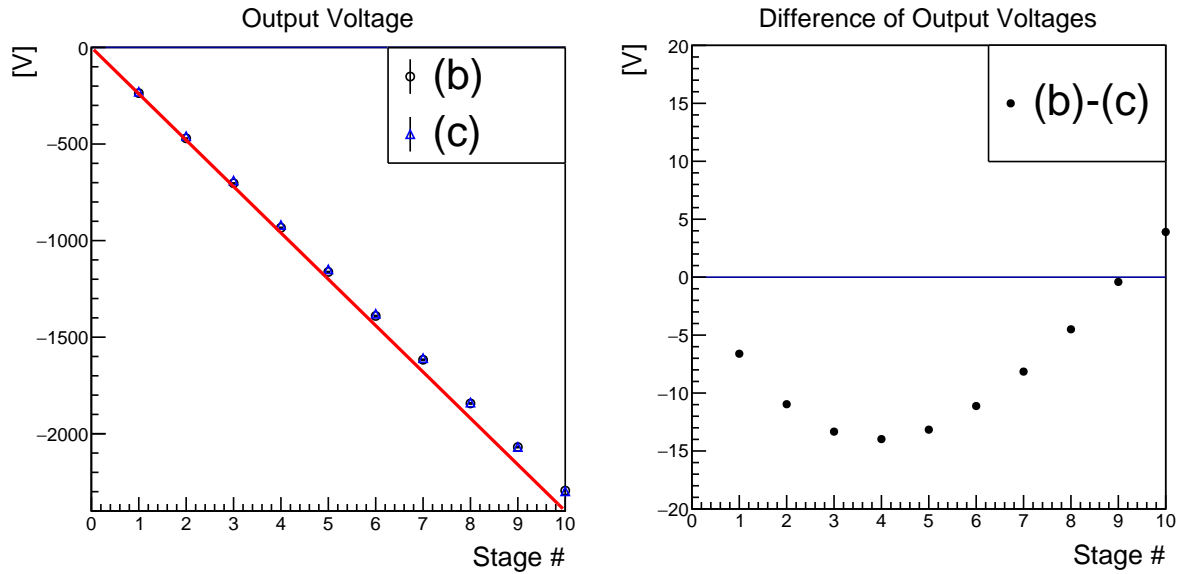 Output Voltage
[V]
0
−500
−1000
−1500
−2000
(b)
(c)
0 1 2 3 4 5 6 7 8 9 10
Stage #
Difference of Output Voltages
[V]
20
15
10
5
0
−5
−10
−15
−20
(b)-(c)
0 1 2 3 4 5 6 7 8 9 10
Stage #